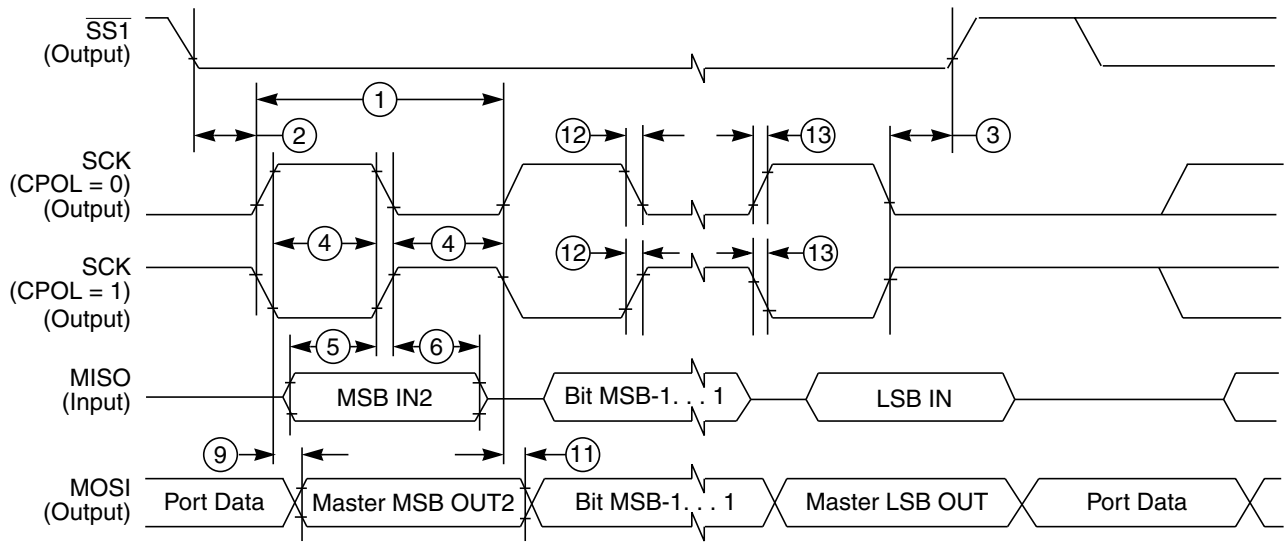 SS1
(Output)
1
2
12
13
3
SCK
(CPOL = 0)
(Output)
4
4
12
13
SCK
(CPOL = 1)
(Output)
5
6
MISO
(Input)
MSB IN2
Bit MSB-1. . . 1
LSB IN
9
11
MOSI
(Output)
Port Data
Master MSB OUT2
Bit MSB-1. . . 1
Master LSB OUT
Port Data